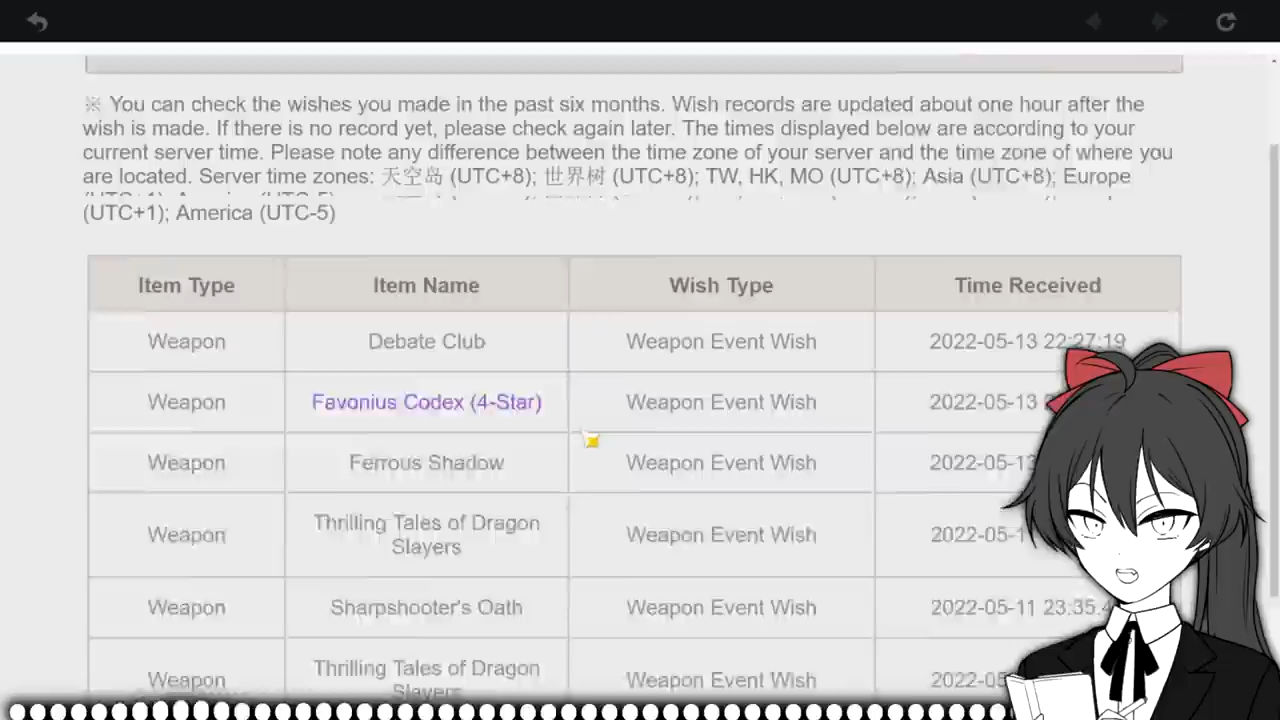 ※ You can check the wishes you made in the past six months. Wish records are updated about one hour after the
wish is made. If there is no record yet, please check again later. The times displayed below are according to your
current server time. Please note any difference between the time zone of your server and the time zone of where you
are located. Server time zones: 天空岛 (UTC+8); 世界树 (UTC+8); TW, HK, MO (UTC+8); Asia (UTC+8); Europe
(UTC+1); America (UTC-5)
Item Type Item Name Wish Type Time Received
Weapon Debate Club Weapon Event Wish 2022-05-13 22:27:19
Weapon Favonius Codex (4-Star) Weapon Event Wish 2022-05-13
Weapon Ferrous Shadow Weapon Event Wish 2022-05-13
Weapon Thrilling Tales of Dragon
Slayers Weapon Event Wish 2022-05-1
Weapon Sharpshooter's Oath Weapon Event Wish 2022-05-11 23:35:4
Weapon Thrilling Tales of Dragon
Slayers Weapon Event Wish 2022-05